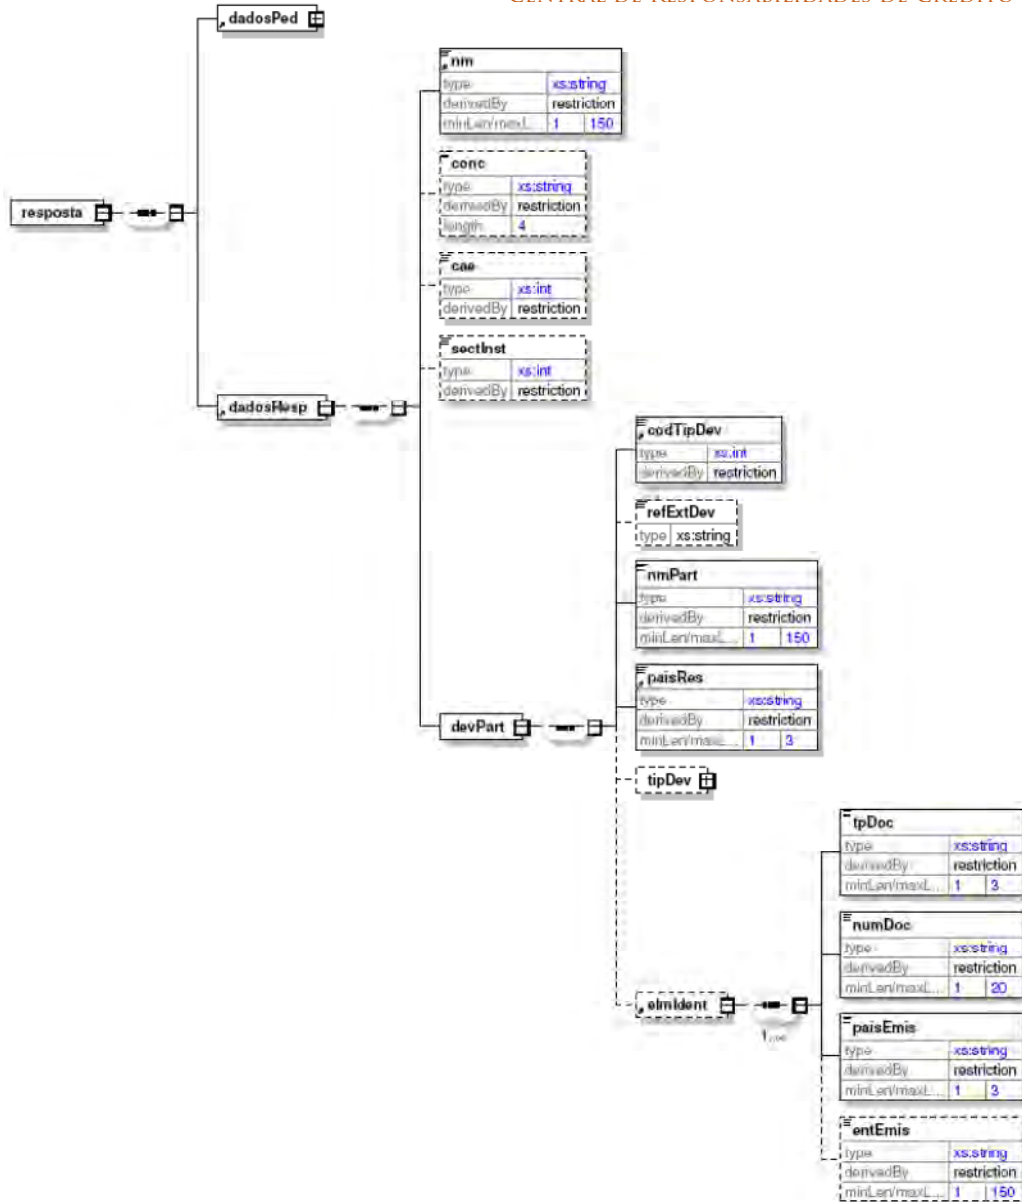 CENTRAL DE RESPONSABILIDADES DE CRÉDITO
dadosPed
nm
type xs:string
derivedBy restriction
minLen/maxL... 1 150
conc
type xs:string
derivedBy restriction
length 4
resposta
cae
type xs:int
derivedBy restriction
sectInst
type xs:int
derivedBy restriction
dadosResp
codTipDev
type xs:int
derivedBy restriction
refExtDev
type xs:string
nmPart
type xs:string
derivedBy restriction
minLen/maxL... 1 150
paisRes
type xs:string
derivedBy restriction
minLen/maxL... 1 3
devPart
tipDev
tpDoc
type xs:string
derivedBy restriction
minLen/maxL... 1 3
numDoc
type xs:string
derivedBy restriction
minLen/maxL... 1 20
elmIdent
1..∞
paisEmis
type xs:string
derivedBy restriction
minLen/maxL... 1 3
entEmis
type xs:string
derivedBy restriction
minLen/maxL... 1 150